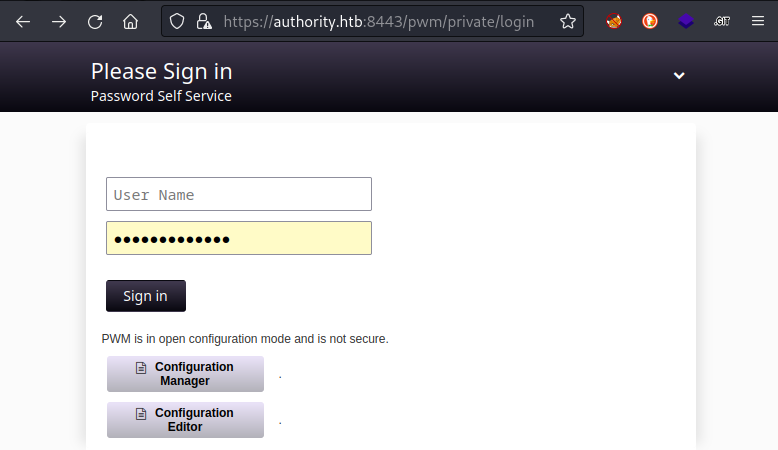 https://authority.htb:8443/pwm/private/login
.GIT
Please Sign in
Password Self Service
User Name
•••••••••••••
Sign in
PWM is in open configuration mode and is not secure.
Configuration
Manager
.
Configuration
Editor
.